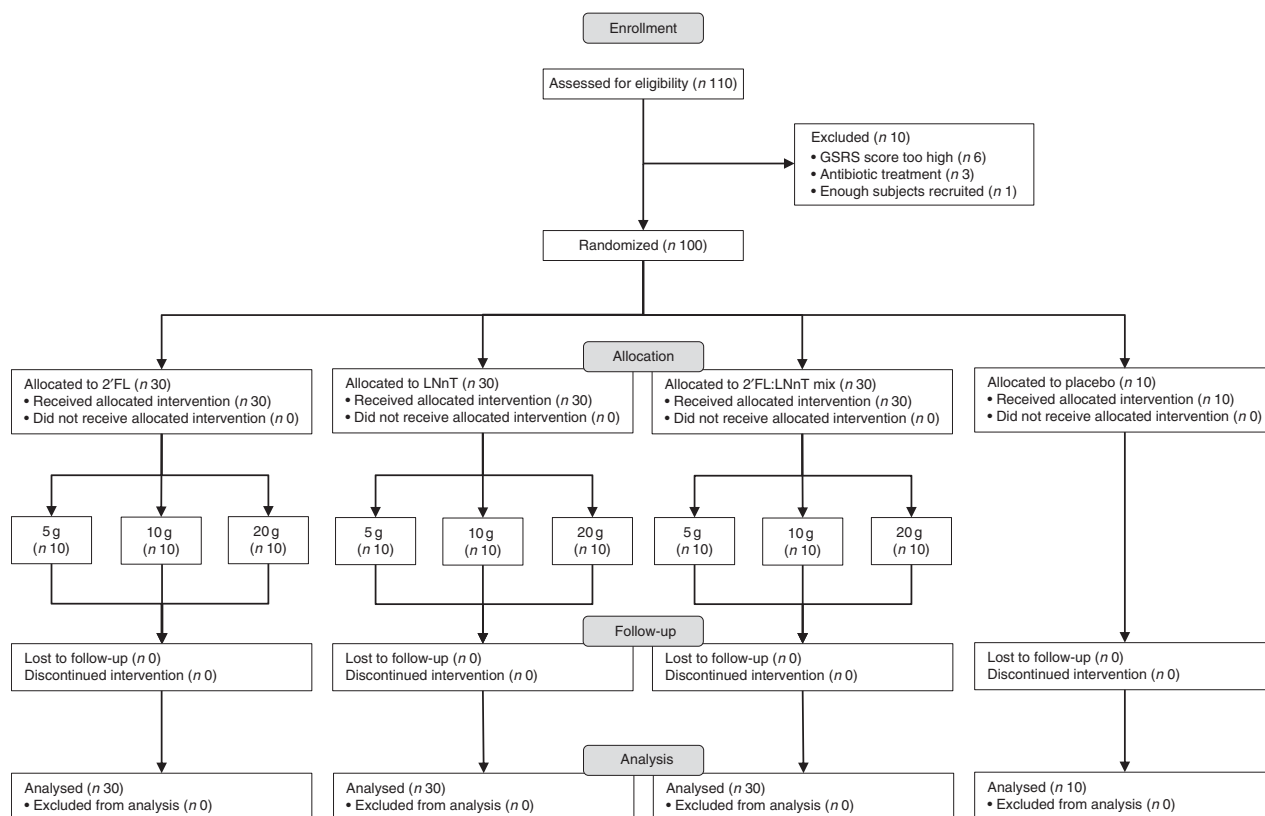 Enrollment
Assessed for eligibility (n 110)
Excluded (n 10)
• GSRS score too high (n 6)
• Antibiotic treatment (n 3)
• Enough subjects recruited (n 1)
Randomized (n 100)
Allocation
Allocated to 2′FL (n 30)
• Received allocated intervention (n 30)
• Did not receive allocated intervention (n 0)
Allocated to LNnT (n 30)
• Received allocated intervention (n 30)
• Did not receive allocated intervention (n 0)
Allocated to 2′FL:LNnT mix (n 30)
• Received allocated intervention (n 30)
• Did not receive allocated intervention (n 0)
Allocated to placebo (n 10)
• Received allocated intervention (n 10)
• Did not receive allocated intervention (n 0)
5 g
(n 10)
10 g
(n 10)
20 g
(n 10)
5 g
(n 10)
10 g
(n 10)
20 g
(n 10)
5 g
(n 10)
10 g
(n 10)
20 g
(n 10)
Follow-up
Lost to follow-up (n 0)
Discontinued intervention (n 0)
Lost to follow-up (n 0)
Discontinued intervention (n 0)
Lost to follow-up (n 0)
Discontinued intervention (n 0)
Lost to follow-up (n 0)
Discontinued intervention (n 0)
Analysis
Analysed (n 30)
• Excluded from analysis (n 0)
Analysed (n 30)
• Excluded from analysis (n 0)
Analysed (n 30)
• Excluded from analysis (n 0)
Analysed (n 10)
• Excluded from analysis (n 0)